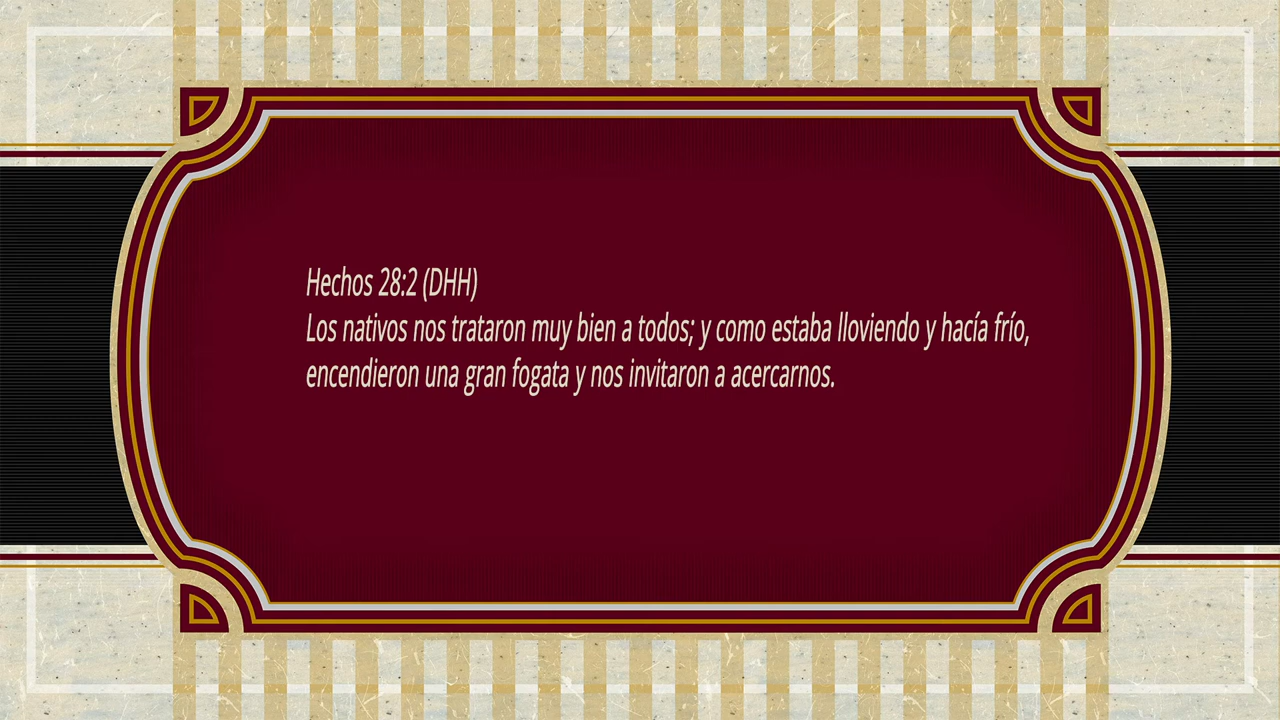 Hechos 28:2 (DHH)
Los nativos nos trataron muy bien a todos; y como estaba lloviendo y hacía frío,
encendieron una gran fogata y nos invitaron a acercarnos.